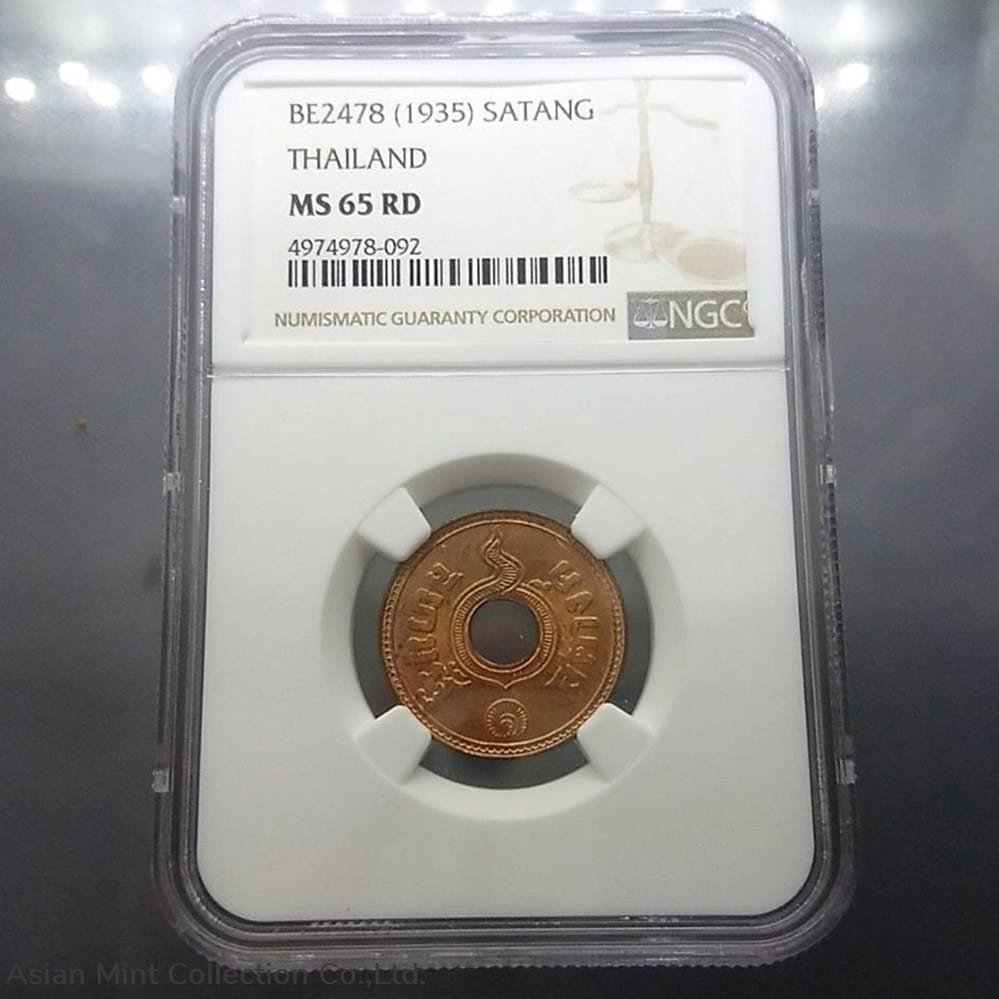 BE2478 (1935) SATANG
THAILAND
MS 65 RD
4974978-092
NUMISMATIC GUARANTY CORPORATION
NGC
Asian Mint Collection Co.,Ltd.